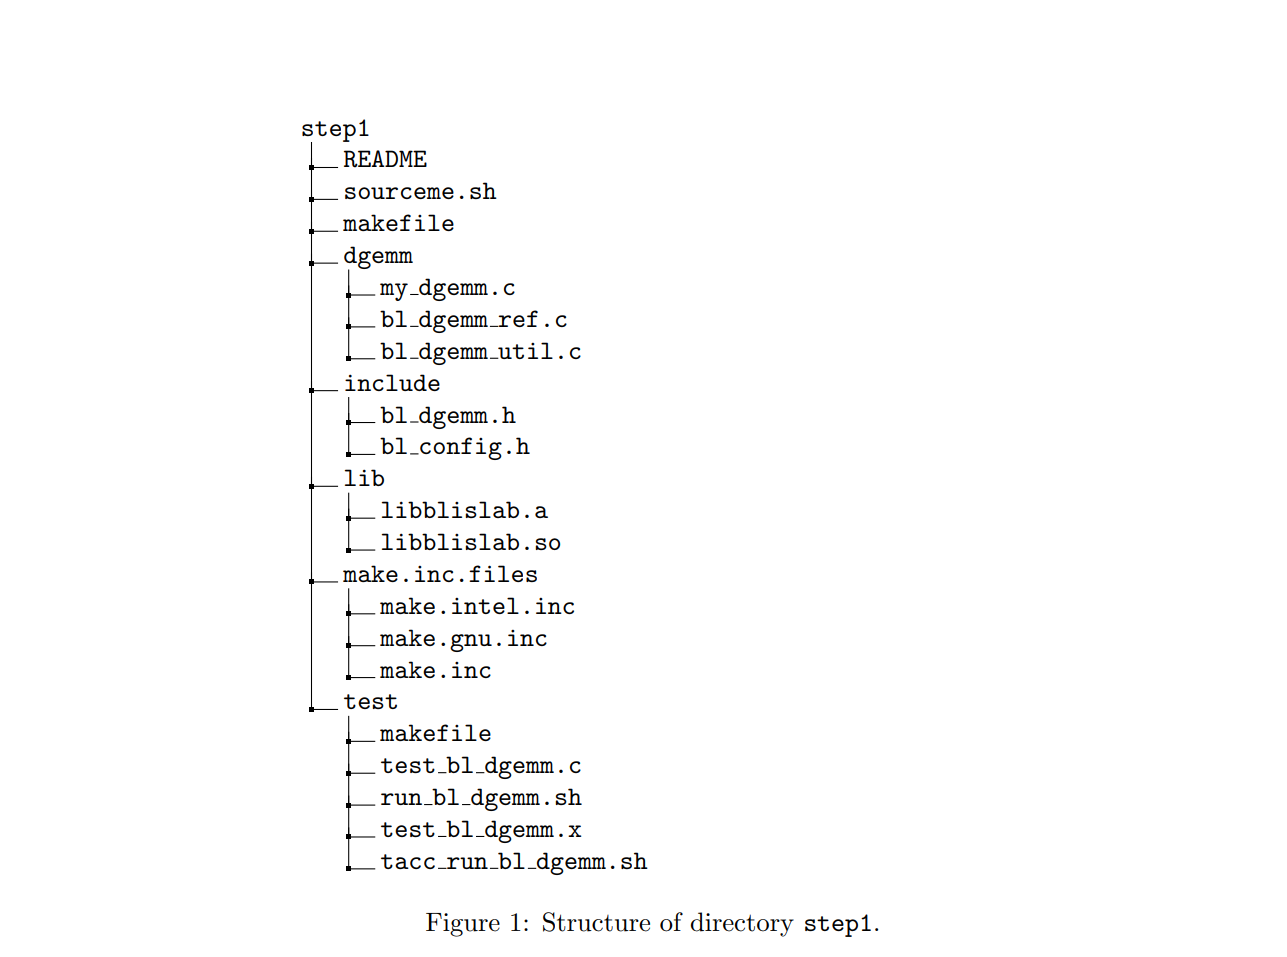 step1
README
sourceme.sh
makefile
dgemm
my_dgemm.c
bl_dgemm_ref.c
bl_dgemm_util.c
include
bl_dgemm.h
bl_config.h
lib
libblislab.a
libblislab.so
make.inc.files
make.intel.inc
make.gnu.inc
make.inc
test
makefile
test_bl_dgemm.c
run_bl_dgemm.sh
test_bl_dgemm.x
tacc_run_bl_dgemm.sh
Figure 1: Structure of directory step1.